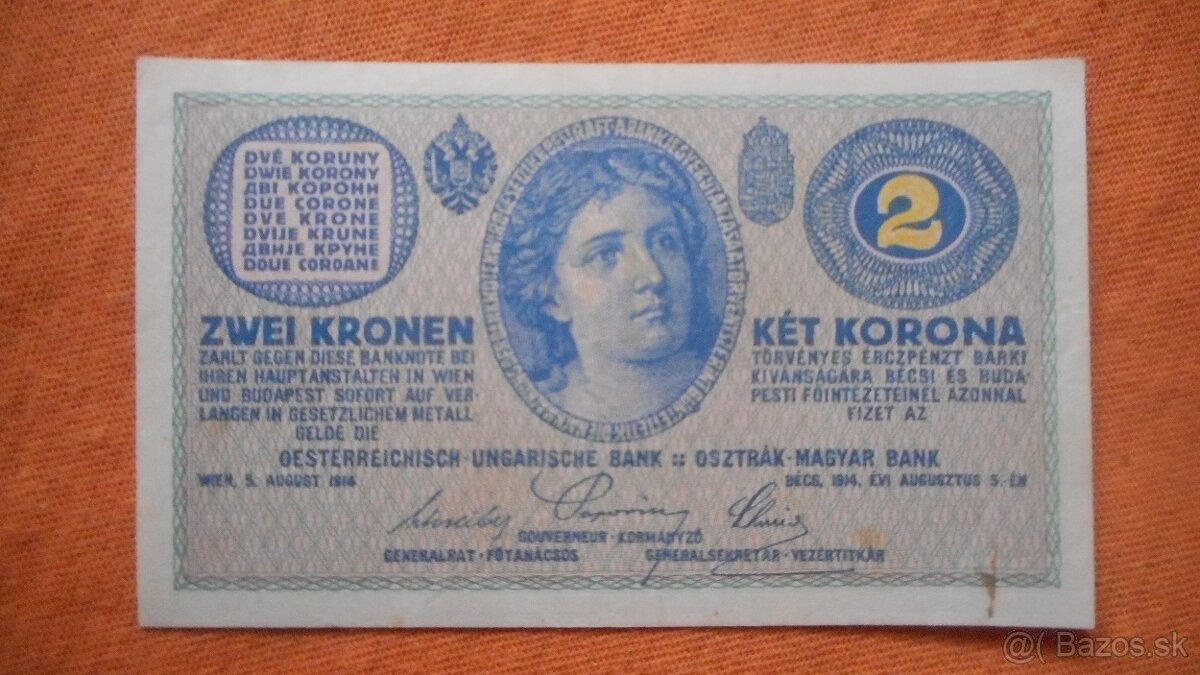 DVĚ KORUNY
DWIE KORONY
ДВІ КОРОНИ
DUE CORONE
DVE KRONE
DVIJE KRUNE
ДВИЈЕ КРУНЕ
DOUE COROANE
2
ZWEI KRONEN
ZAHLT GEGEN DIESE BANKNOTE BEI
IHREN HAUPTANSTALTEN IN WIEN
UND BUDAPEST SOFORT AUF VER-
LANGEN IN GESETZLICHEM METALL-
GELDE DIE
KÉT KORONA
TÖRVÉNYES ÉRCZPÉNZT BÁRKI
KIVÁNSÁGÁRA BÉCSI ÉS BUDA-
PESTI FŐINTÉZETEINÉL AZONNAL
FIZET AZ
OESTERREICHISCH-UNGARISCHE BANK :: OSZTRÁK-MAGYAR BANK
WIEN, 5. AUGUST 1914
BÉCS, 1914. ÉVI AUGUSTUS 5.-ÉN
GOUVERNEUR-KORMÁNYZÓ
GENERALRAT-FŐTANÁCSOS
GENERALSEKRETÄR-VEZÉRTITKÁR
@( Bazos.sk